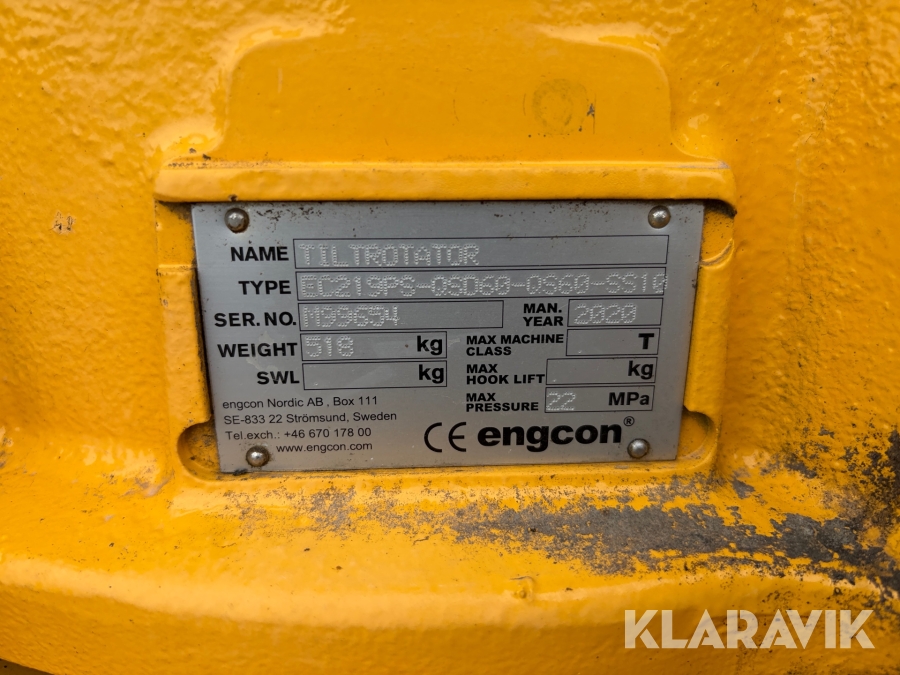 NAME TILTROTATOR
TYPE EC219PS-QSD60-QS60-SS10
SER. NO. M99654 MAN. YEAR 2020
WEIGHT 518 kg MAX MACHINE CLASS T
SWL kg MAX HOOK LIFT kg
MAX PRESSURE 22 MPa
engcon Nordic AB , Box 111
SE-833 22 Strömsund, Sweden
Tel.exch.: +46 670 178 00
www.engcon.com
CE engcon®
KLARAVIK